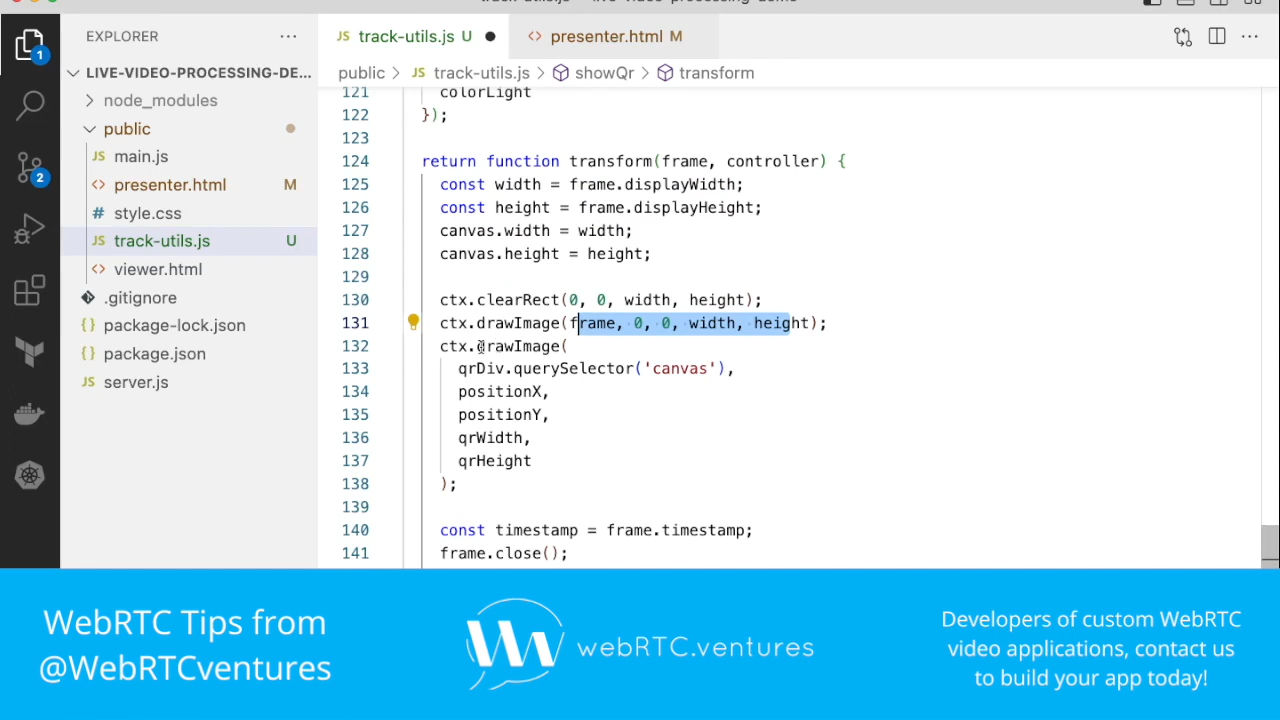 EXPLORER
LIVE-VIDEO-PROCESSING-DE...
node_modules
public
JS main.js
<> presenter.html M
# style.css
JS track-utils.js U
<> viewer.html
.gitignore
{} package-lock.json
{} package.json
JS server.js
1
2
JS track-utils.js U
<> presenter.html M
public > JS track-utils.js > showQr > transform
121 colorLight
122 });
123
124 return function transform(frame, controller) {
125 const width = frame.displayWidth;
126 const height = frame.displayHeight;
127 canvas.width = width;
128 canvas.height = height;
129
130 ctx.clearRect(0, 0, width, height);
131 ctx.drawImage(frame, 0, 0, width, height);
132 ctx.drawImage(
133 qrDiv.querySelector('canvas'),
134 positionX,
135 positionY,
136 qrWidth,
137 qrHeight
138 );
139
140 const timestamp = frame.timestamp;
141 frame.close();
WebRTC Tips from
@WebRTCventures
webRTC.ventures
Developers of custom WebRTC
video applications, contact us
to build your app today!